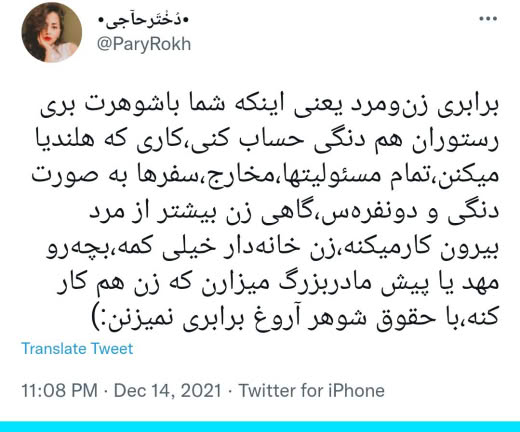 •دُختَرحآجی•
@ParyRokh
برابری زن‌ومرد یعنی اینکه شما باشوهرت بری
رستوران هم دنگی حساب کنی،کاری که هلندیا
میکنن،تمام مسئولیتها،مخارج،سفرها به صورت
دنگی و دونفره‌س،گاهی زن بیشتر از مرد
بیرون کارمیکنه،زن خانه‌دار خیلی کمه،بچه‌رو
مهد یا پیش مادربزرگ میزارن که زن هم کار
کنه،با حقوق شوهر آروغ برابری نمیزنن:)
Translate Tweet
11:08 PM · Dec 14, 2021 · Twitter for iPhone